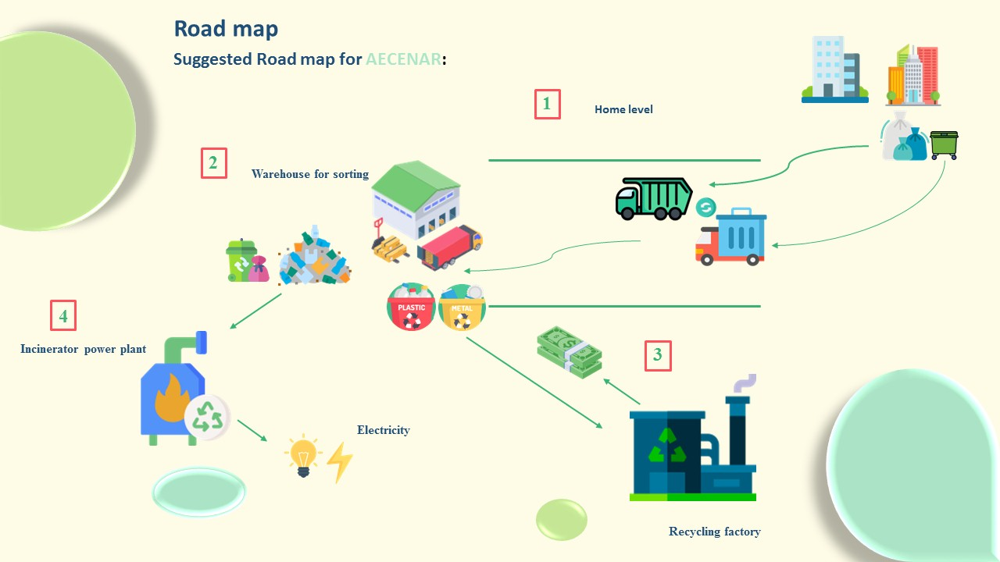 Road map
Suggested Road map for AECENAR:
1
Home level
2
Warehouse for sorting
PLASTIC
METAL
4
Incinerator power plant
3
Electricity
Recycling factory